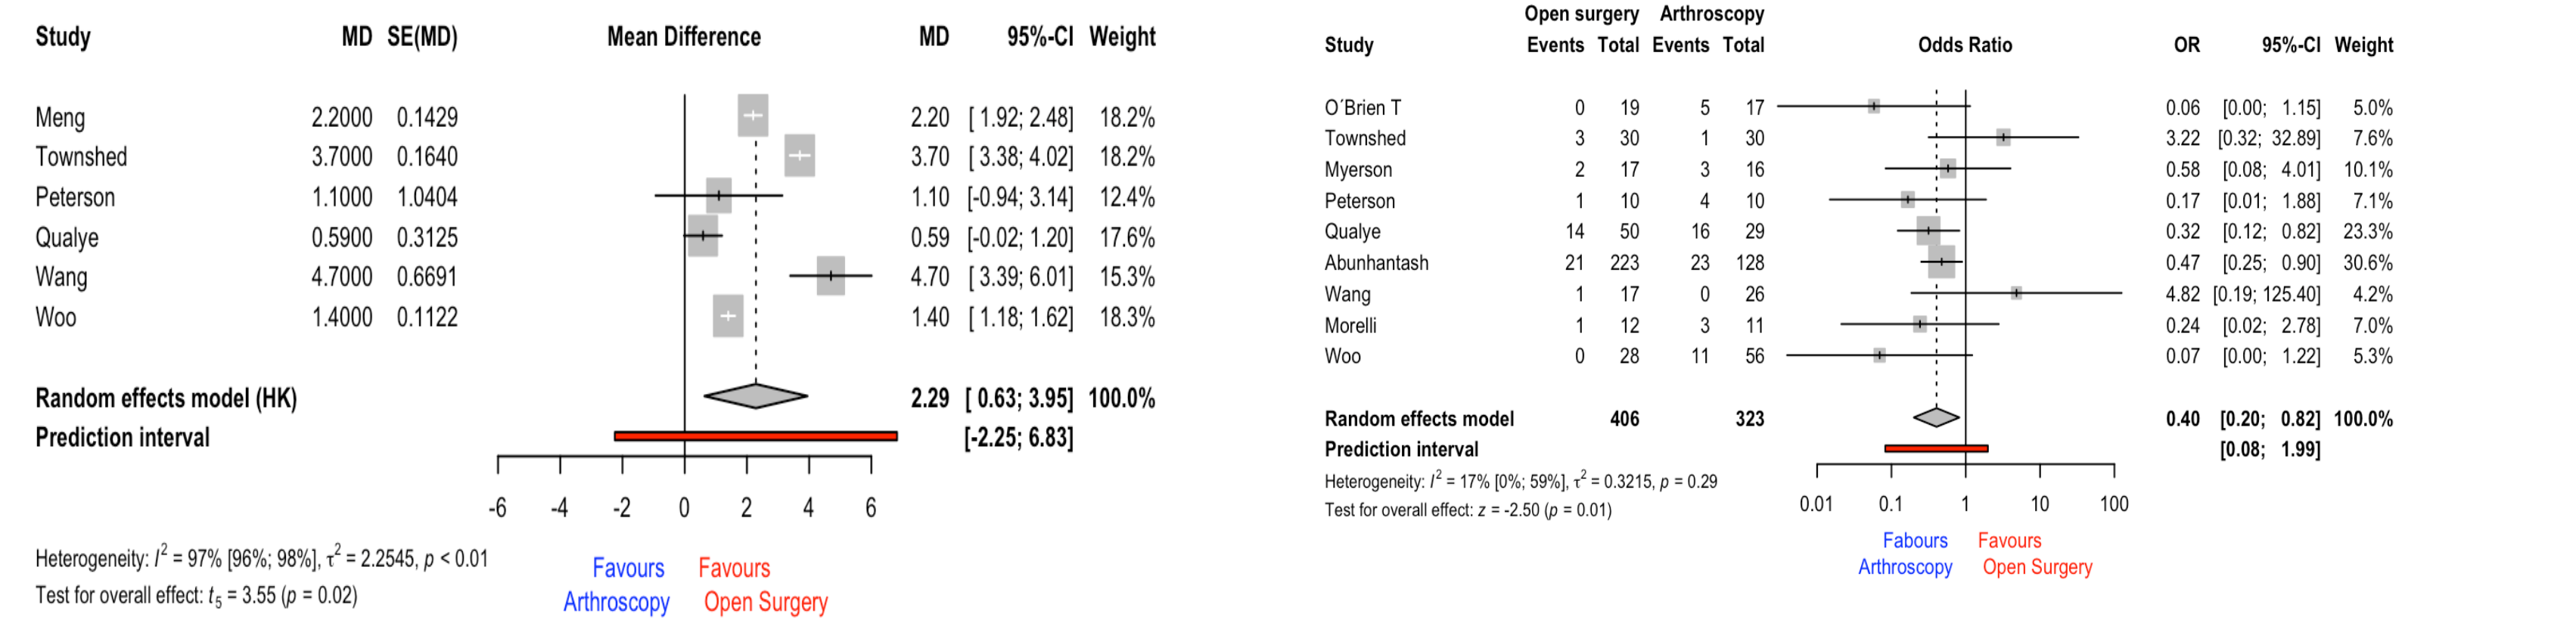 Study MD SE(MD) Mean Difference MD 95%-CI Weight
Meng 2.2000 0.1429 2.20 [ 1.92; 2.48] 18.2%
Townshed 3.7000 0.1640 3.70 [ 3.38; 4.02] 18.2%
Peterson 1.1000 1.0404 1.10 [-0.94; 3.14] 12.4%
Qualye 0.5900 0.3125 0.59 [-0.02; 1.20] 17.6%
Wang 4.7000 0.6691 4.70 [ 3.39; 6.01] 15.3%
Woo 1.4000 0.1122 1.40 [ 1.18; 1.62] 18.3%
Random effects model (HK) 2.29 [ 0.63; 3.95] 100.0%
Prediction interval [-2.25; 6.83]
-6 -4 -2 0 2 4 6
Heterogeneity: I² = 97% [96%; 98%], τ² = 2.2545, p < 0.01
Test for overall effect: t₅ = 3.55 (p = 0.02)
Favours Favours
Arthroscopy Open Surgery
Open surgery Arthroscopy
Study Events Total Events Total Odds Ratio OR 95%-CI Weight
O´Brien T 0 19 5 17 0.06 [0.00; 1.15] 5.0%
Townshed 3 30 1 30 3.22 [0.32; 32.89] 7.6%
Myerson 2 17 3 16 0.58 [0.08; 4.01] 10.1%
Peterson 1 10 4 10 0.17 [0.01; 1.88] 7.1%
Qualye 14 50 16 29 0.32 [0.12; 0.82] 23.3%
Abunhantash 21 223 23 128 0.47 [0.25; 0.90] 30.6%
Wang 1 17 0 26 4.82 [0.19; 125.40] 4.2%
Morelli 1 12 3 11 0.24 [0.02; 2.78] 7.0%
Woo 0 28 11 56 0.07 [0.00; 1.22] 5.3%
Random effects model 406 323 0.40 [0.20; 0.82] 100.0%
Prediction interval [0.08; 1.99]
Heterogeneity: I² = 17% [0%; 59%], τ² = 0.3215, p = 0.29
Test for overall effect: z = -2.50 (p = 0.01)
0.01 0.1 1 10 100
Fabours Favours
Arthroscopy Open Surgery